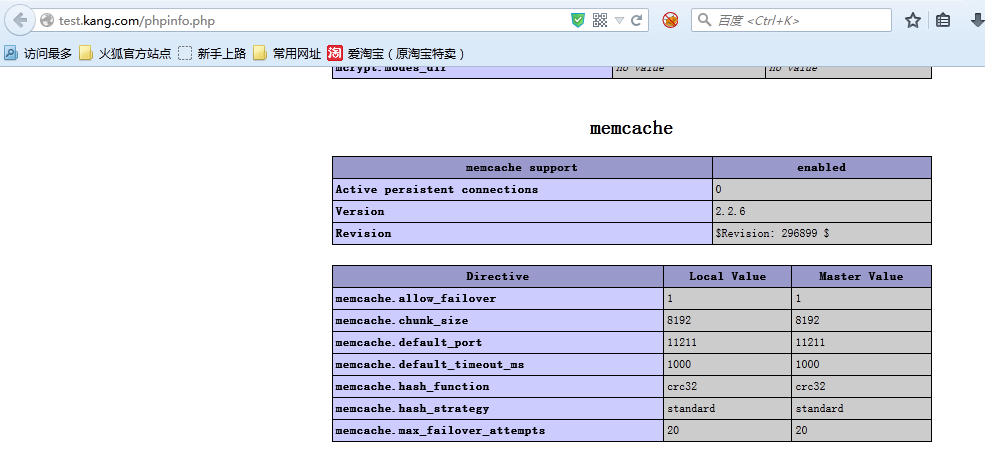 test.kang.com/phpinfo.php
百度 <Ctrl+K>
访问最多 火狐官方站点 新手上路 常用网址 淘 爱淘宝（原淘宝特卖）
mcrypt.modes_dir no value no value
memcache
memcache support enabled
Active persistent connections 0
Version 2.2.6
Revision $Revision: 296899 $
Directive Local Value Master Value
memcache.allow_failover 1 1
memcache.chunk_size 8192 8192
memcache.default_port 11211 11211
memcache.default_timeout_ms 1000 1000
memcache.hash_function crc32 crc32
memcache.hash_strategy standard standard
memcache.max_failover_attempts 20 20